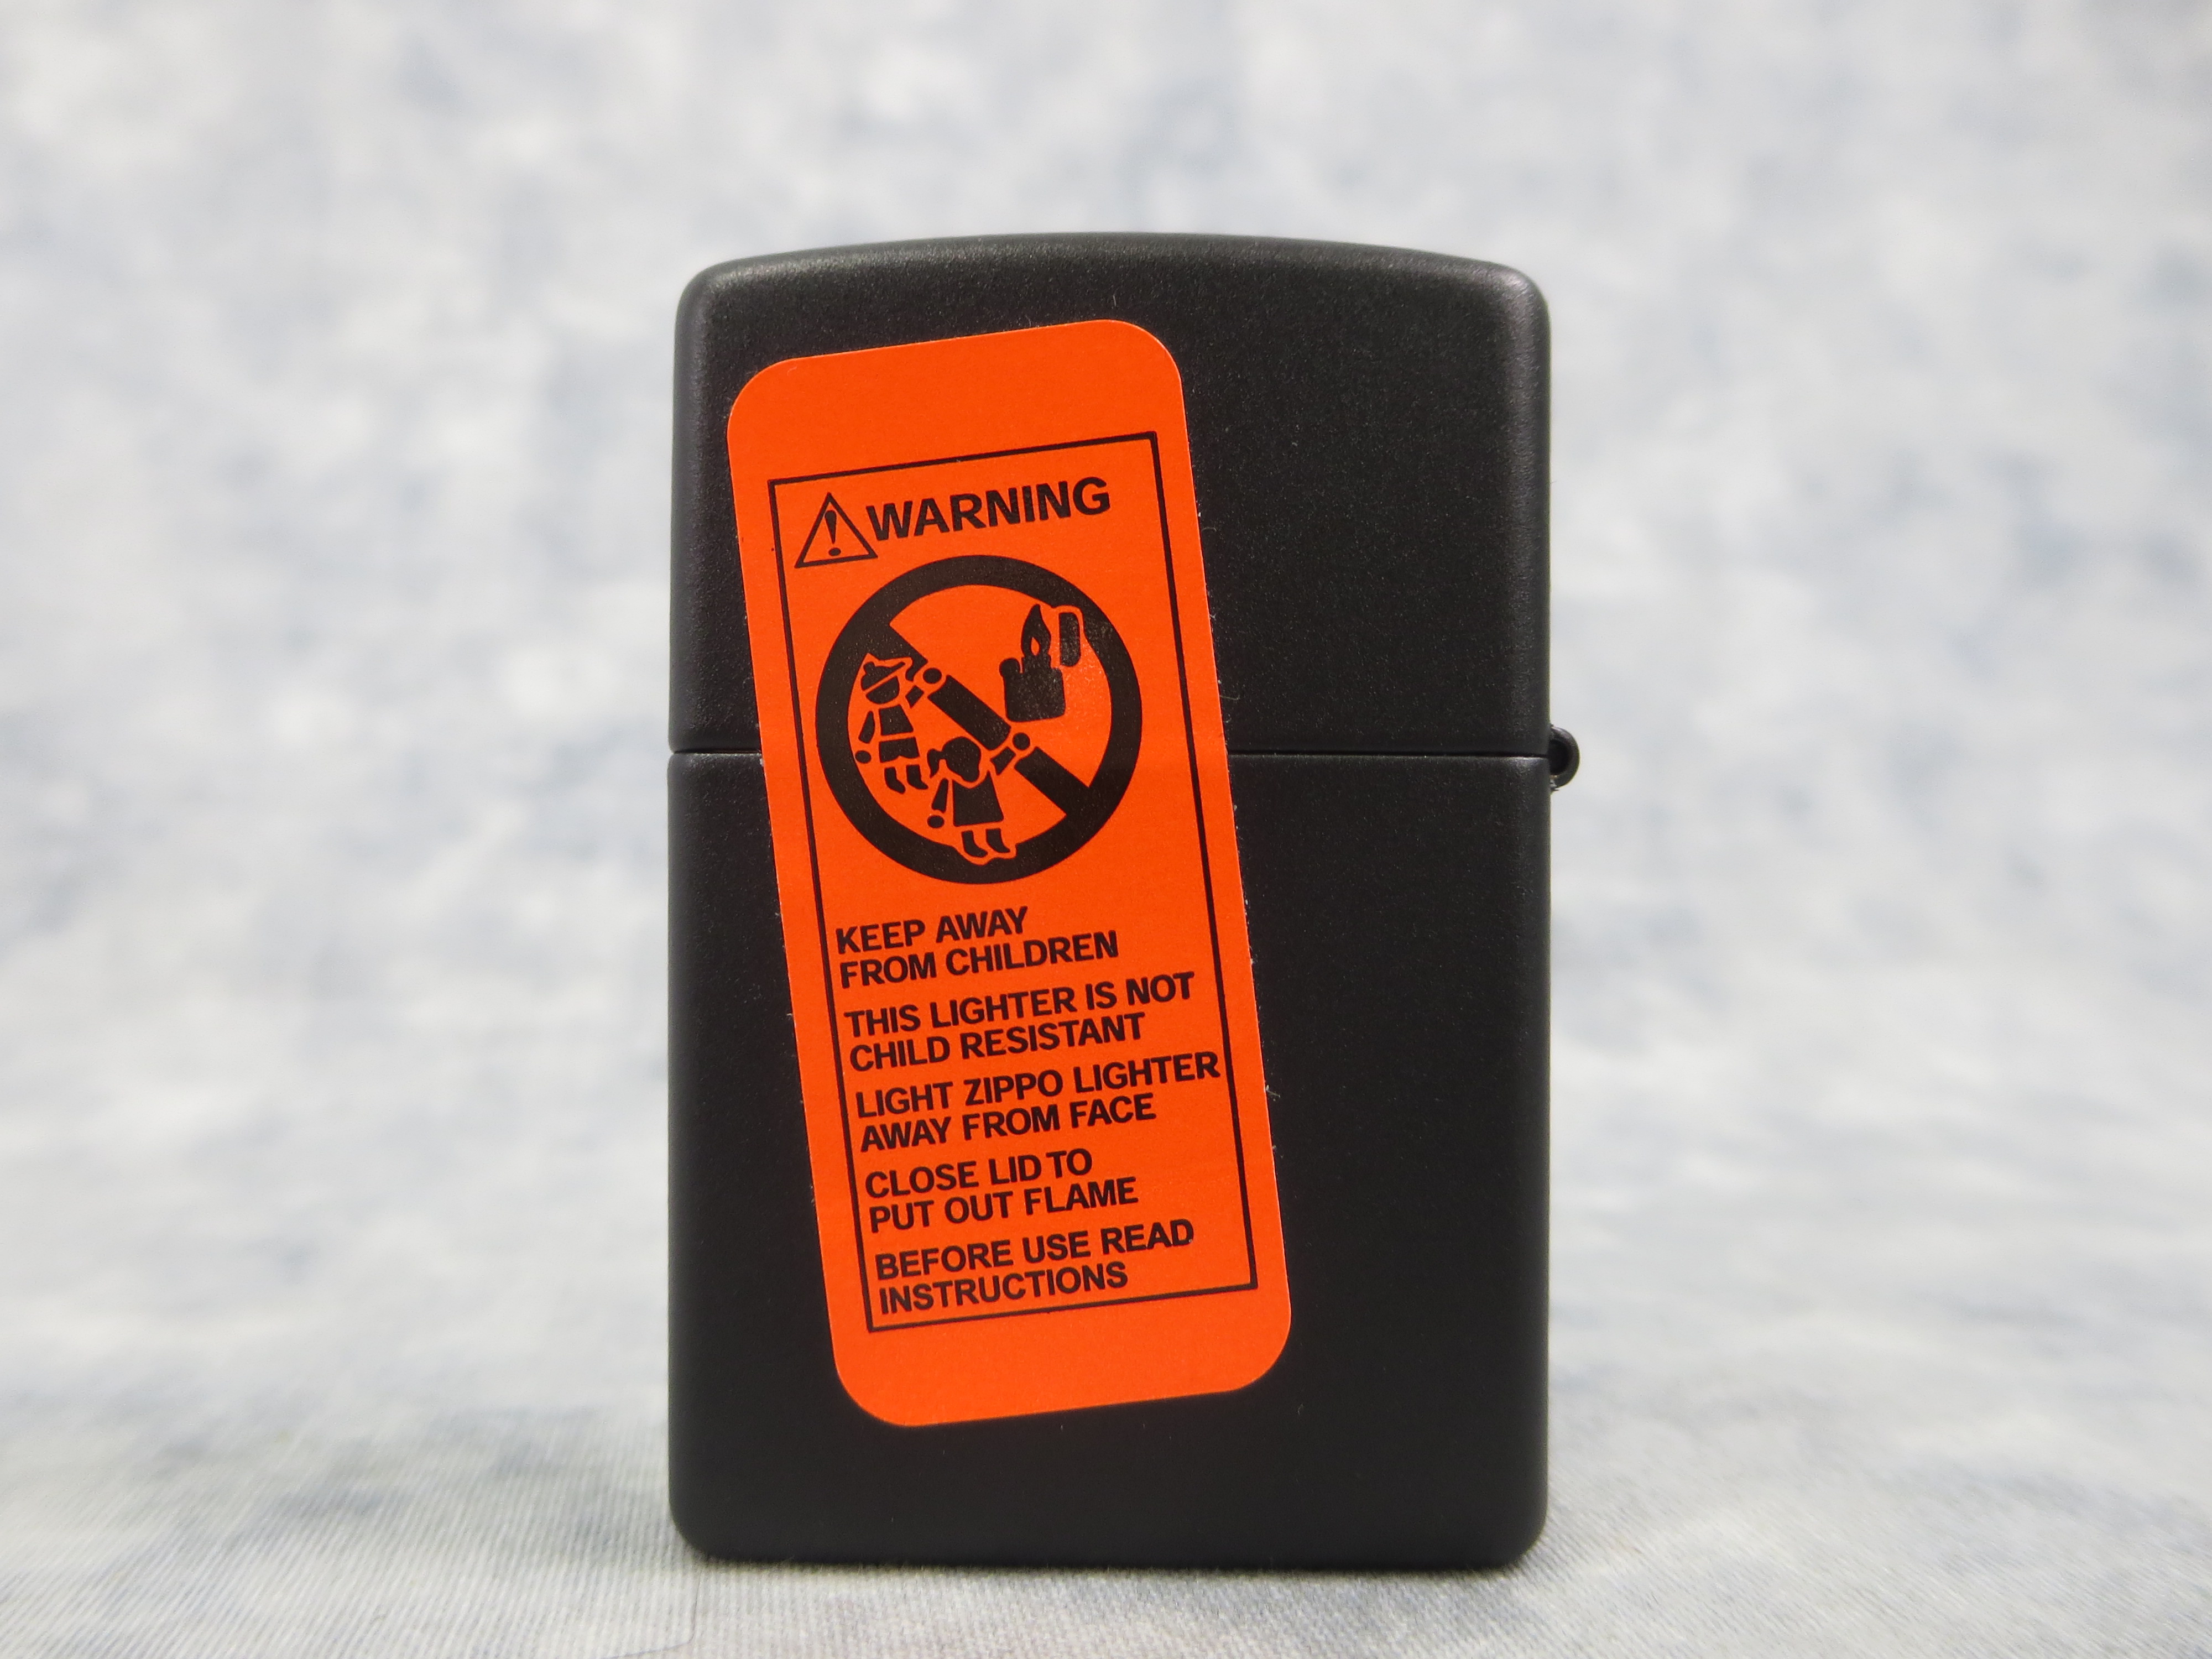 WARNING
KEEP AWAY
FROM CHILDREN
THIS LIGHTER IS NOT
CHILD RESISTANT
LIGHT ZIPPO LIGHTER
AWAY FROM FACE
CLOSE LID TO
PUT OUT FLAME
BEFORE USE READ
INSTRUCTIONS